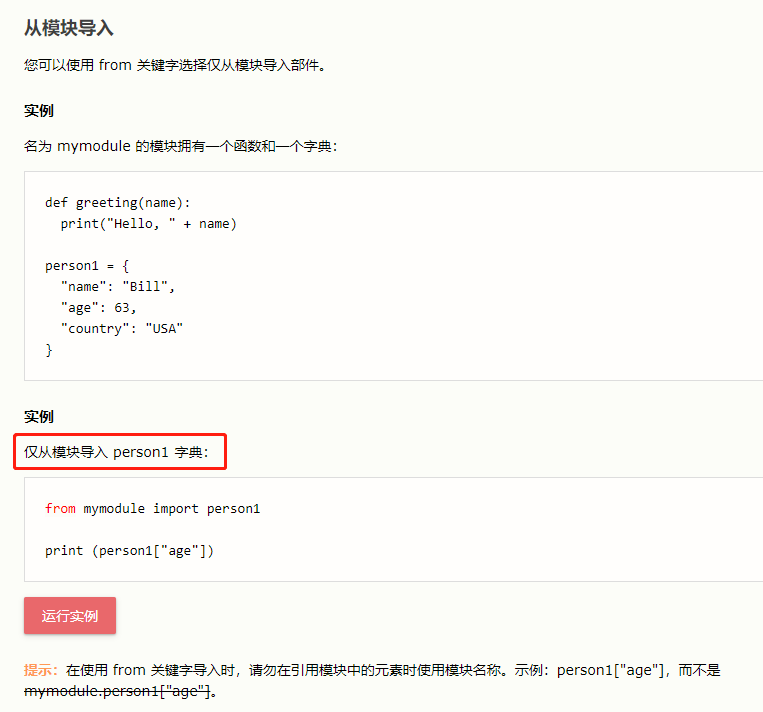 从模块导入
您可以使用 from 关键字选择仅从模块导入部件。
实例
名为 mymodule 的模块拥有一个函数和一个字典：
def greeting(name):
  print("Hello, " + name)
person1 = {
  "name": "Bill",
  "age": 63,
  "country": "USA"
}
实例
仅从模块导入 person1 字典：
from mymodule import person1
print (person1["age"])
运行实例
提示：在使用 from 关键字导入时，请勿在引用模块中的元素时使用模块名称。示例：person1["age"]，而不是
mymodule.person1["age"]。